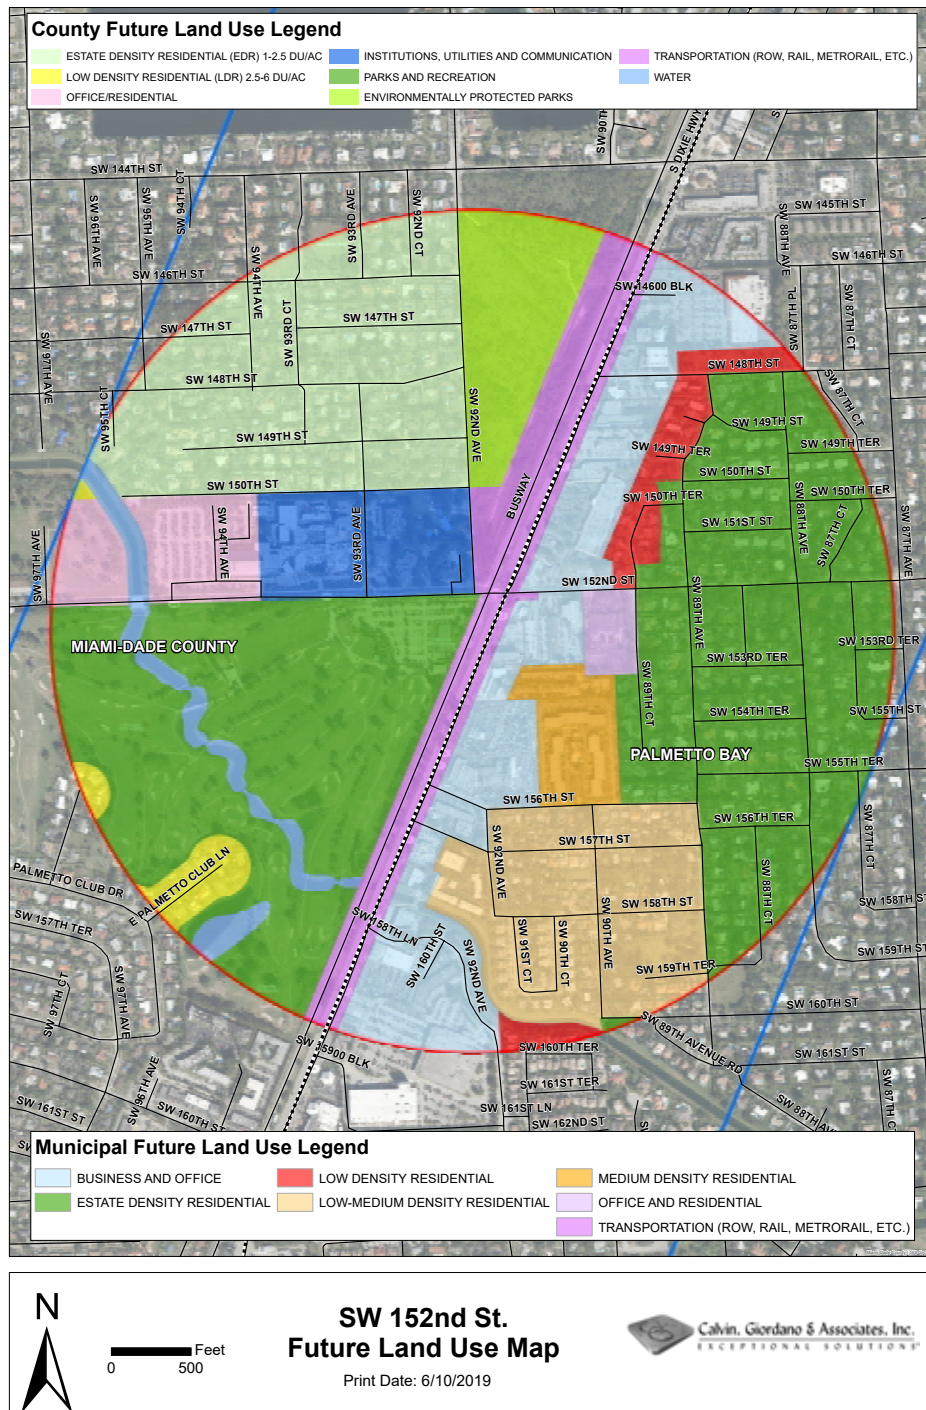 County Future Land Use Legend
ESTATE DENSITY RESIDENTIAL (EDR) 1-2.5 DU/AC
INSTITUTIONS, UTILITIES AND COMMUNICATION
TRANSPORTATION (ROW, RAIL, METRORAIL, ETC.)
LOW DENSITY RESIDENTIAL (LDR) 2.5-6 DU/AC
PARKS AND RECREATION
WATER
OFFICE/RESIDENTIAL
ENVIRONMENTALLY PROTECTED PARKS
SW 90TH
S DIXIE HWY
SW 144TH ST
SW 96TH AVE
SW 95TH AVE
SW 94TH CT
SW 93RD AVE
SW 92ND CT
SW 145TH ST
SW 88TH AVE
SW 146TH ST
SW 94TH AVE
SW 146TH ST
SW 14600 BLK
SW 87TH PL
SW 87TH CT
SW 147TH ST
SW 93RD CT
SW 147TH ST
SW 97TH AVE
SW 148TH ST
SW 148TH ST
SW 87TH CT
SW 95TH CT
SW 92ND AVE
SW 149TH ST
SW 149TH ST
SW 149TH TER
SW 149TH TER
SW 150TH ST
SW 150TH ST
SW 150TH TER
SW 150TH TER
BUSWAY
SW 97TH AVE
SW 94TH AVE
SW 93RD AVE
SW 151ST ST
SW 88TH AVE
SW 87TH CT
SW 87TH AVE
SW 152ND ST
SW 89TH AVE
MIAMI-DADE COUNTY
SW 153RD TER
SW 153RD TER
SW 89TH CT
SW 154TH TER
SW 155TH ST
PALMETTO BAY
SW 155TH TER
SW 156TH ST
SW 156TH TER
SW 157TH ST
SW 87TH CT
SW 92ND AVE
PALMETTO CLUB DR
E PALMETTO CLUB LN
SW 88TH CT
SW 158TH ST
SW 158TH ST
SW 157TH TER
SW 158TH LN
SW 160TH ST
SW 92ND AVE
SW 91ST CT
SW 90TH CT
SW 90TH AVE
SW 159TH ST
SW 159TH TER
SW 97TH CT
SW 97TH AVE
SW 160TH ST
SW 89TH AVENUE RD
SW 15900 BLK
SW 160TH TER
SW 161ST ST
SW 96TH AVE
SW 161ST TER
SW 87TH CT
SW 161ST ST
SW 160TH ST
SW 161ST LN
SW 162ND ST
SW 88TH AV
Municipal Future Land Use Legend
BUSINESS AND OFFICE
LOW DENSITY RESIDENTIAL
MEDIUM DENSITY RESIDENTIAL
ESTATE DENSITY RESIDENTIAL
LOW-MEDIUM DENSITY RESIDENTIAL
OFFICE AND RESIDENTIAL
TRANSPORTATION (ROW, RAIL, METRORAIL, ETC.)
N
Feet
0 500
SW 152nd St.
Future Land Use Map
Print Date: 6/10/2019
Calvin, Giordano & Associates, Inc.
EXCEPTIONAL SOLUTIONS